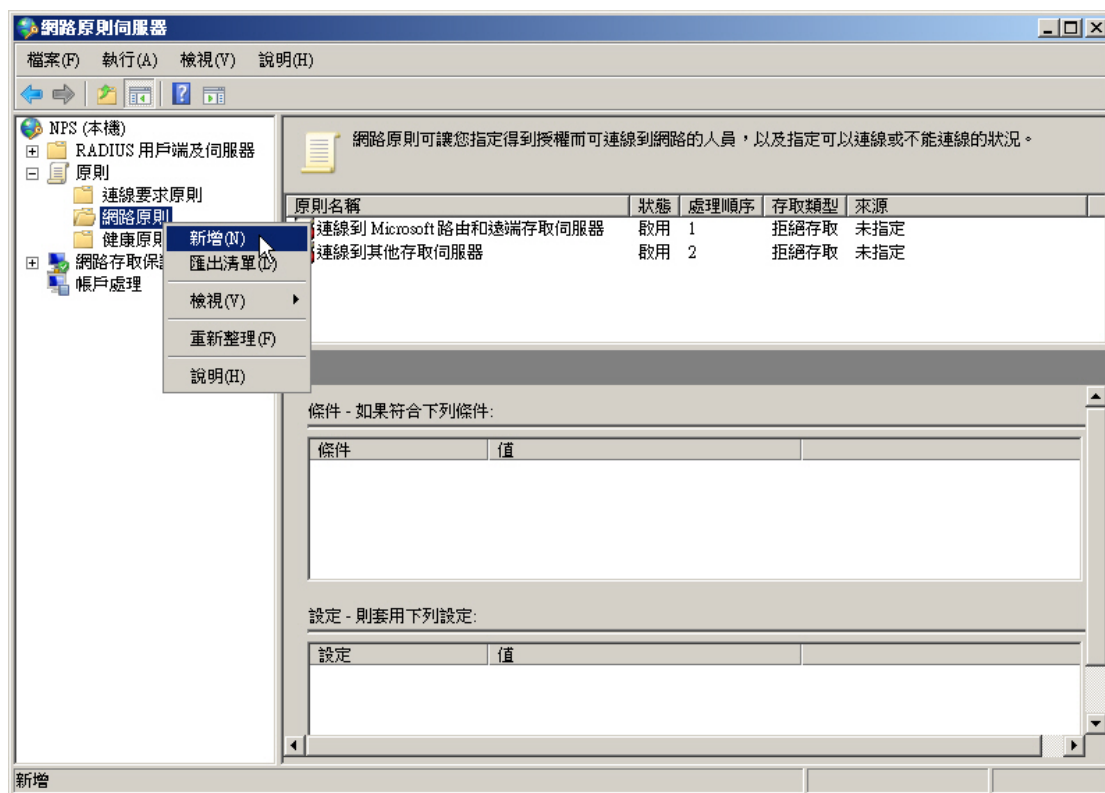 網路原則伺服器
檔案(F) 執行(A) 檢視(V) 說明(H)
NPS (本機)
RADIUS 用戶端及伺服器
原則
連線要求原則
網路原則
健康原則
網路存取保
帳戶處理
新增(N)
匯出清單(L)
檢視(V)
重新整理(F)
說明(H)
網路原則可讓您指定得到授權而可連線到網路的人員，以及指定可以連線或不能連線的狀況。
原則名稱 狀態 處理順序 存取類型 來源
連線到 Microsoft 路由和遠端存取伺服器 啟用 1 拒絕存取 未指定
連線到其他存取伺服器 啟用 2 拒絕存取 未指定
條件 - 如果符合下列條件:
條件 值
設定 - 則套用下列設定:
設定 值
新增